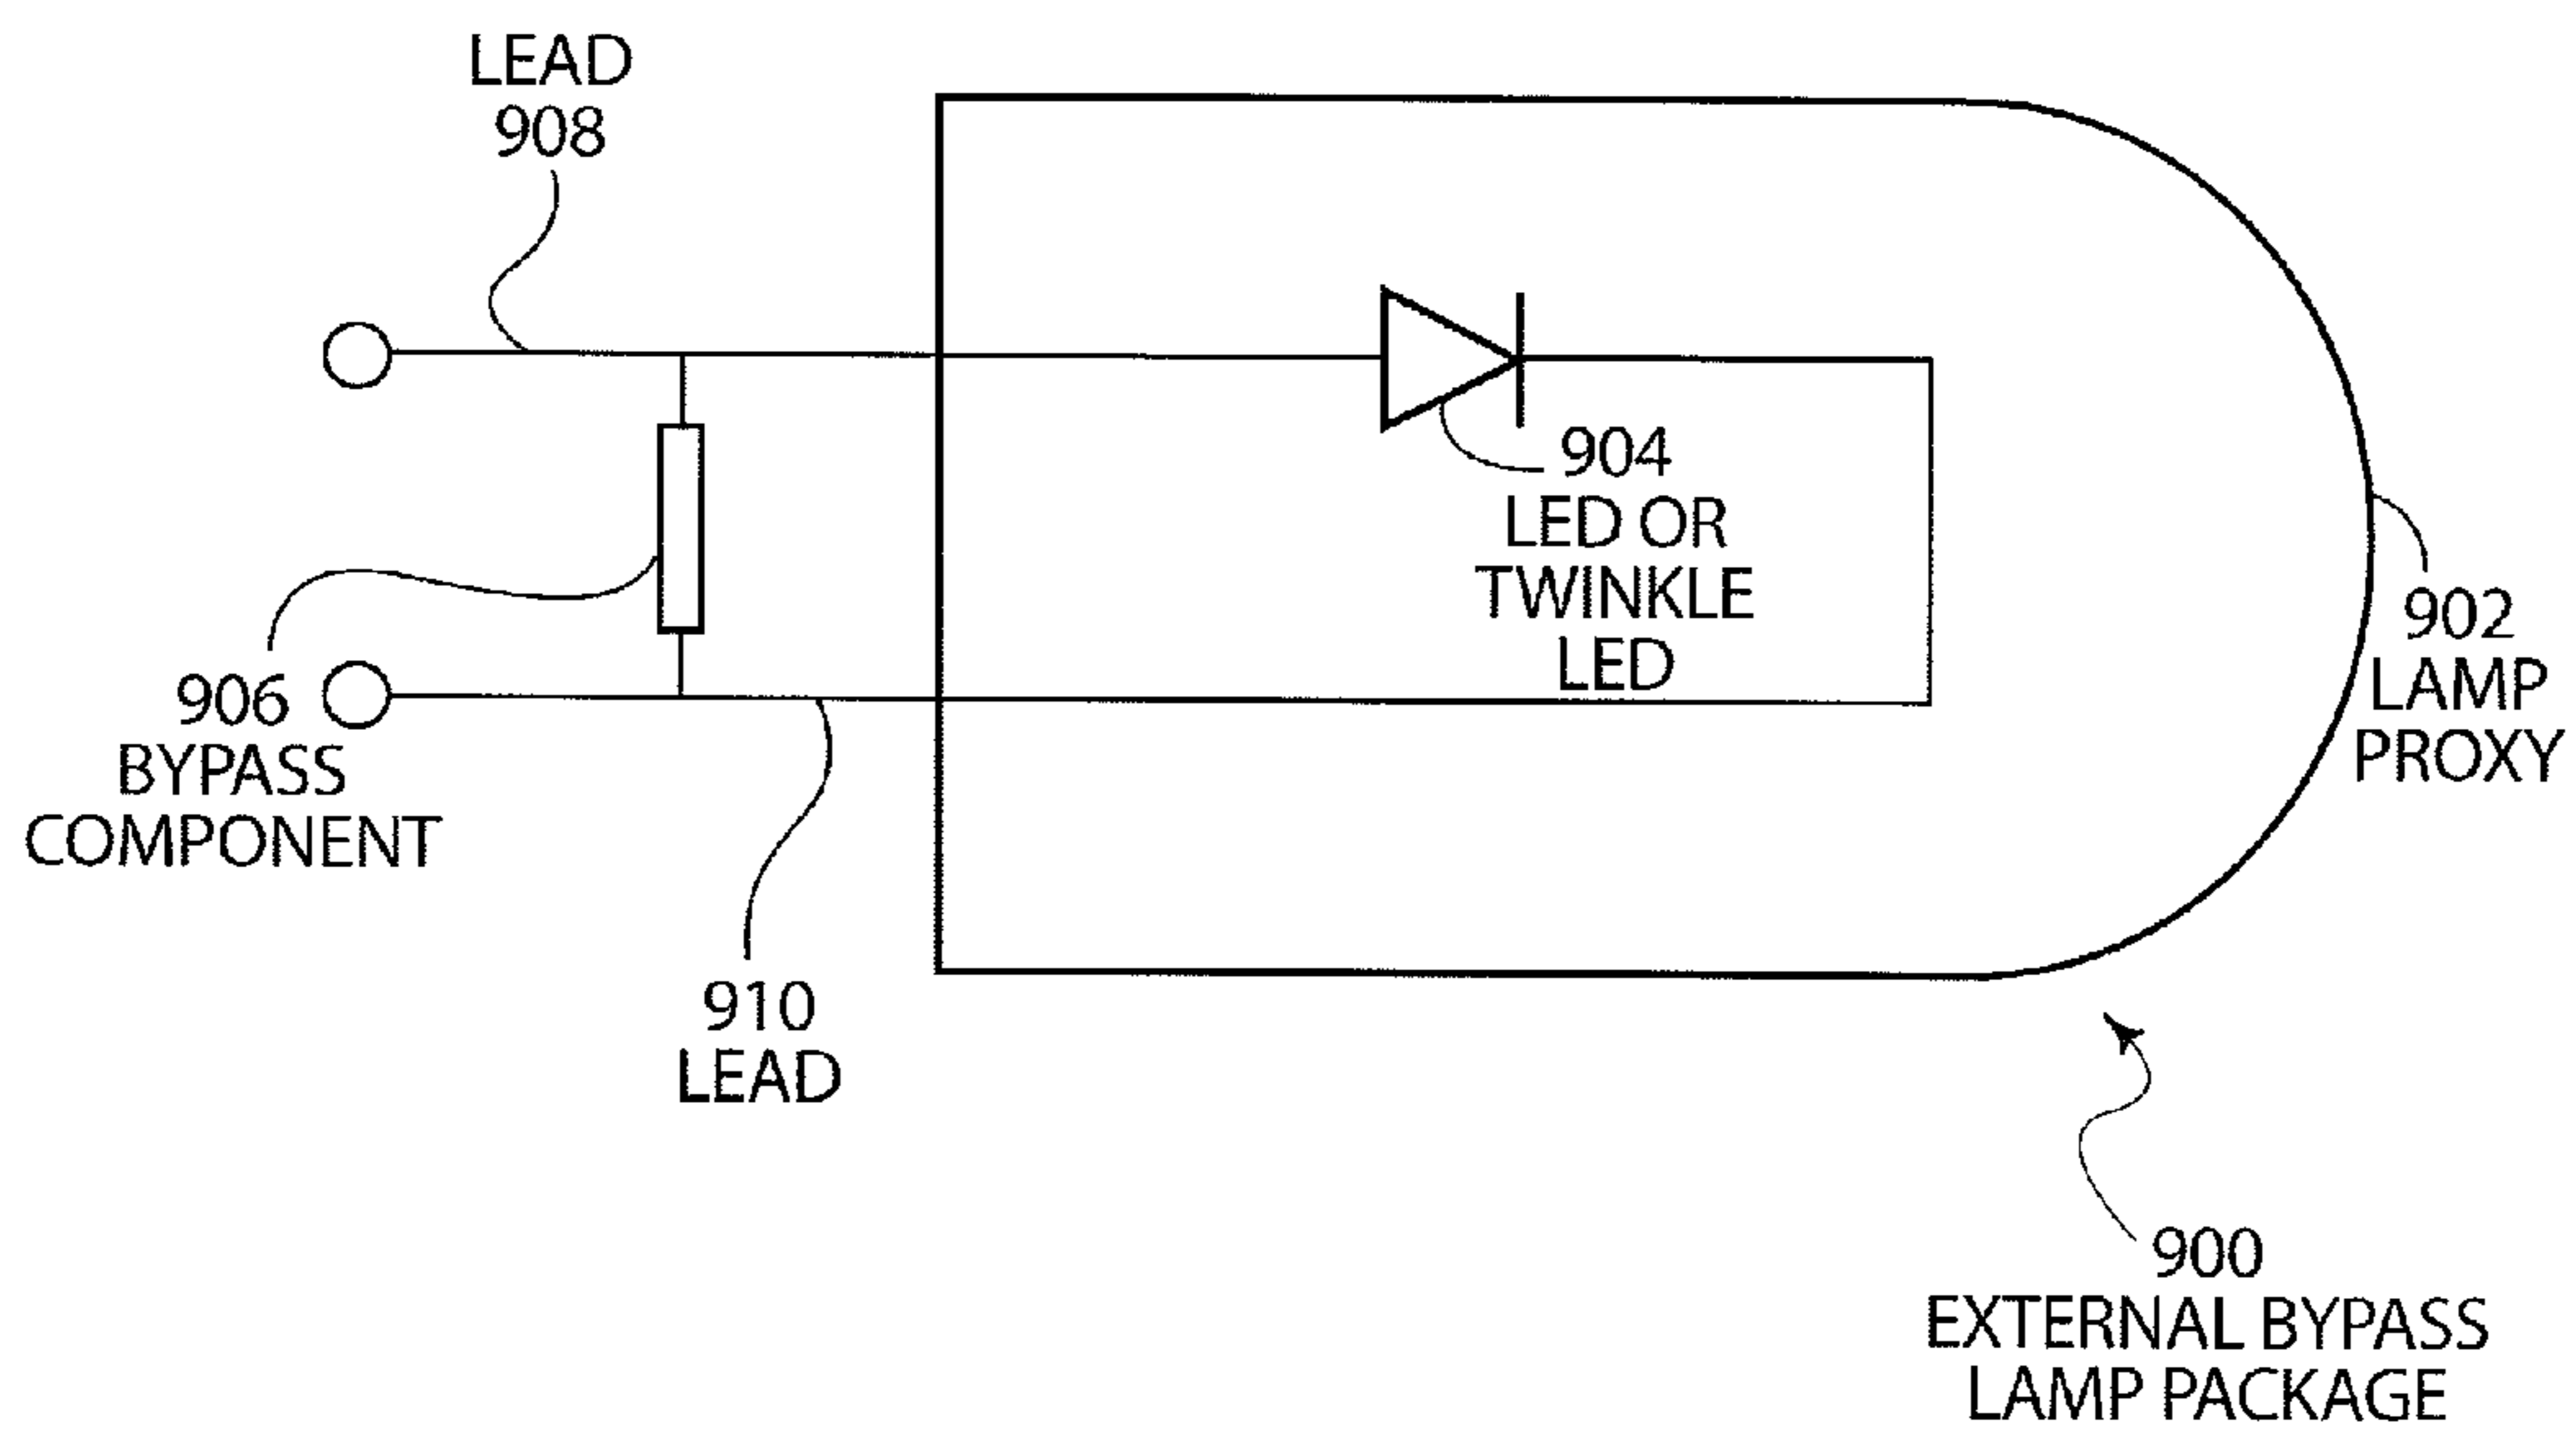 LEAD
908
904
LED OR
TWINKLE
LED
902
LAMP
PROXY
906
BYPASS
COMPONENT
910
LEAD
900
EXTERNAL BYPASS
LAMP PACKAGE